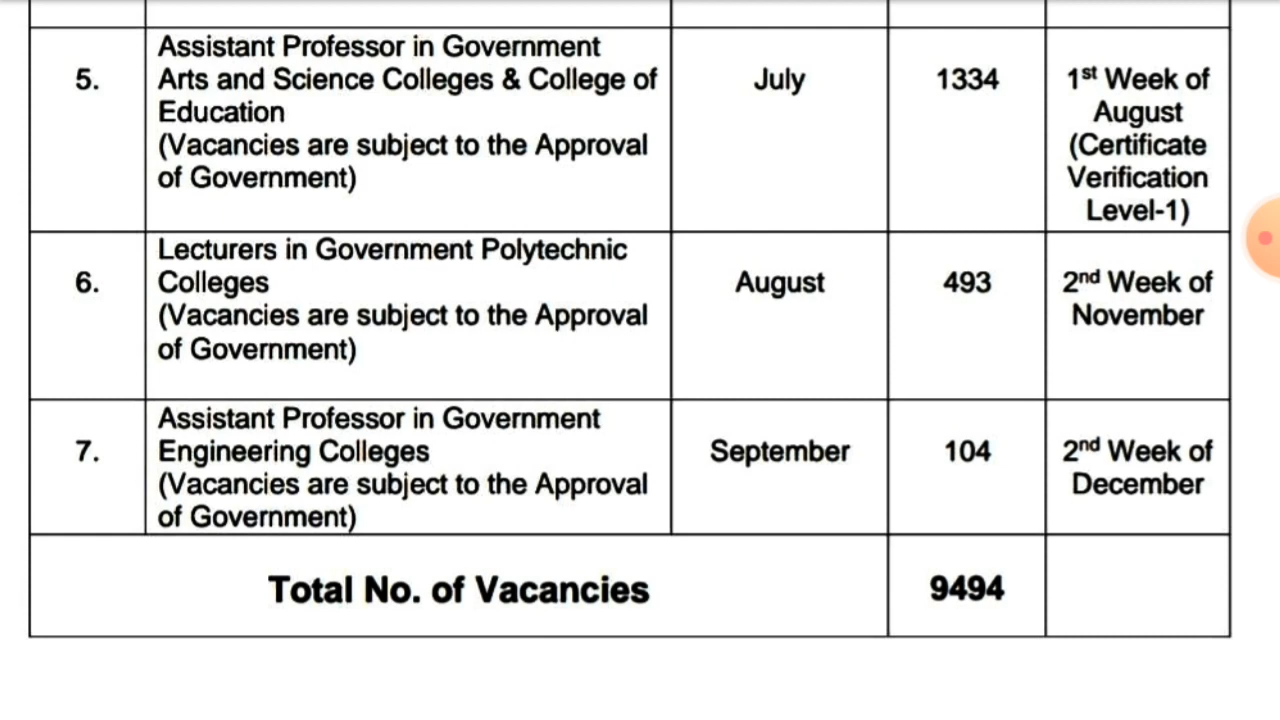 5.
Assistant Professor in Government
Arts and Science Colleges & College of
Education
(Vacancies are subject to the Approval
of Government)
July
1334
1st Week of
August
(Certificate
Verification
Level-1)
6.
Lecturers in Government Polytechnic
Colleges
(Vacancies are subject to the Approval
of Government)
August
493
2nd Week of
November
7.
Assistant Professor in Government
Engineering Colleges
(Vacancies are subject to the Approval
of Government)
September
104
2nd Week of
December
Total No. of Vacancies
9494